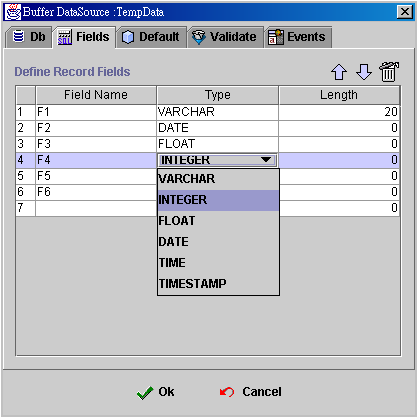 Buffer DataSource :TempData
Db Fields Default Validate Events
Define Record Fields
Field Name Type Length
1 F1 VARCHAR 20
2 F2 DATE 0
3 F3 FLOAT 0
4 F4 INTEGER 0
5 F5 0
6 F6 0
7 0
VARCHAR
INTEGER
FLOAT
DATE
TIME
TIMESTAMP
Ok Cancel